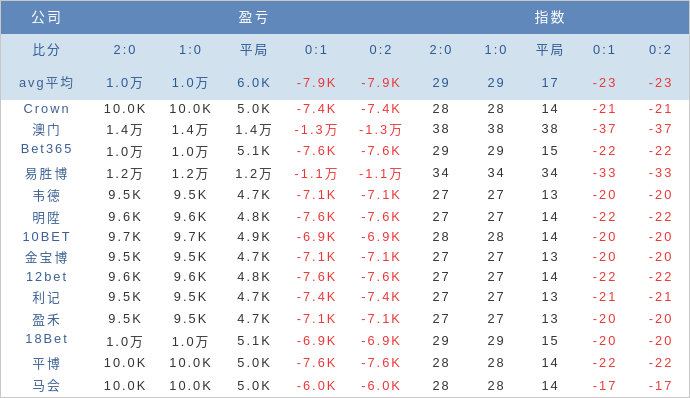 公司 盈亏 指数
比分 2:0 1:0 平局 0:1 0:2 2:0 1:0 平局 0:1 0:2
avg平均 1.0万 1.0万 6.0K -7.9K -7.9K 29 29 17 -23 -23
Crown 10.0K 10.0K 5.0K -7.4K -7.4K 28 28 14 -21 -21
澳门 1.4万 1.4万 1.4万 -1.3万 -1.3万 38 38 38 -37 -37
Bet365 1.0万 1.0万 5.1K -7.6K -7.6K 29 29 15 -22 -22
易胜博 1.2万 1.2万 1.2万 -1.1万 -1.1万 34 34 34 -33 -33
韦德 9.5K 9.5K 4.7K -7.1K -7.1K 27 27 13 -20 -20
明陞 9.6K 9.6K 4.8K -7.6K -7.6K 27 27 14 -22 -22
10BET 9.7K 9.7K 4.9K -6.9K -6.9K 28 28 14 -20 -20
金宝博 9.5K 9.5K 4.7K -7.1K -7.1K 27 27 13 -20 -20
12bet 9.6K 9.6K 4.8K -7.6K -7.6K 27 27 14 -22 -22
利记 9.5K 9.5K 4.7K -7.4K -7.4K 27 27 13 -21 -21
盈禾 9.5K 9.5K 4.7K -7.1K -7.1K 27 27 13 -20 -20
18Bet 1.0万 1.0万 5.1K -6.9K -6.9K 29 29 15 -20 -20
平博 10.0K 10.0K 5.0K -7.6K -7.6K 28 28 14 -22 -22
马会 10.0K 10.0K 5.0K -6.0K -6.0K 28 28 14 -17 -17